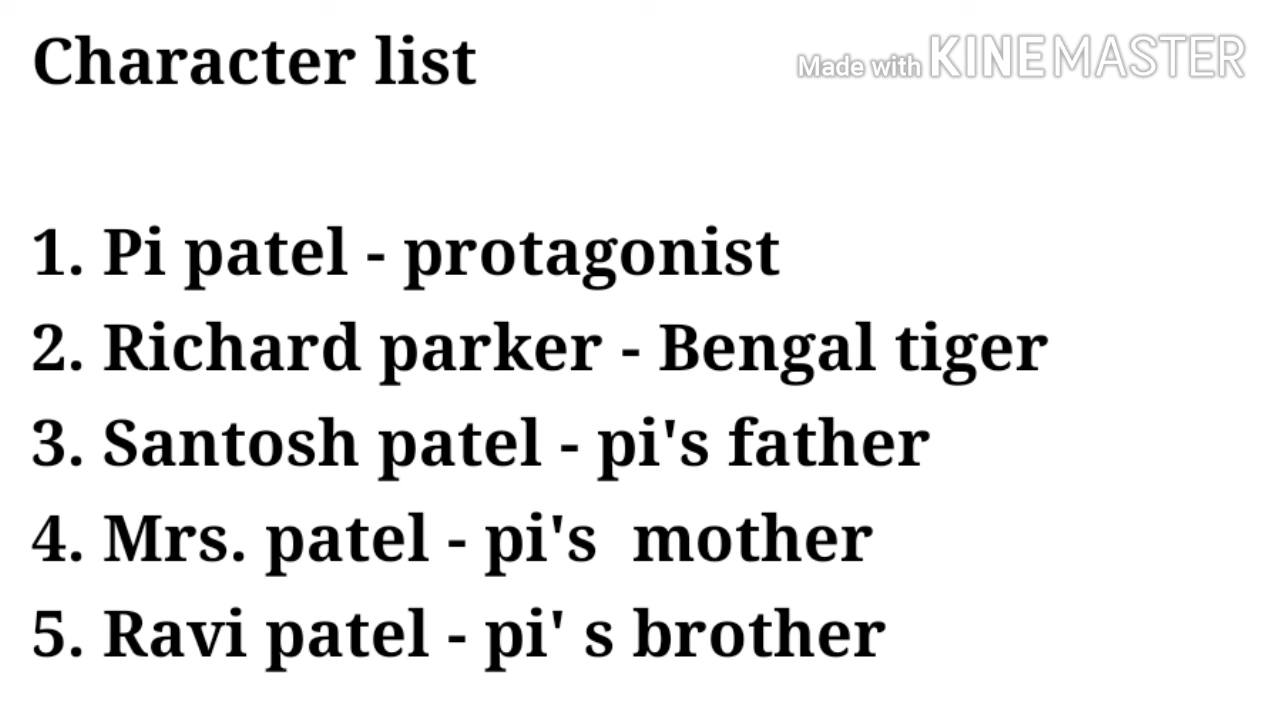 Character list
Made with KINEMASTER
1. Pi patel - protagonist
2. Richard parker - Bengal tiger
3. Santosh patel - pi's father
4. Mrs. patel - pi's  mother
5. Ravi patel - pi' s brother